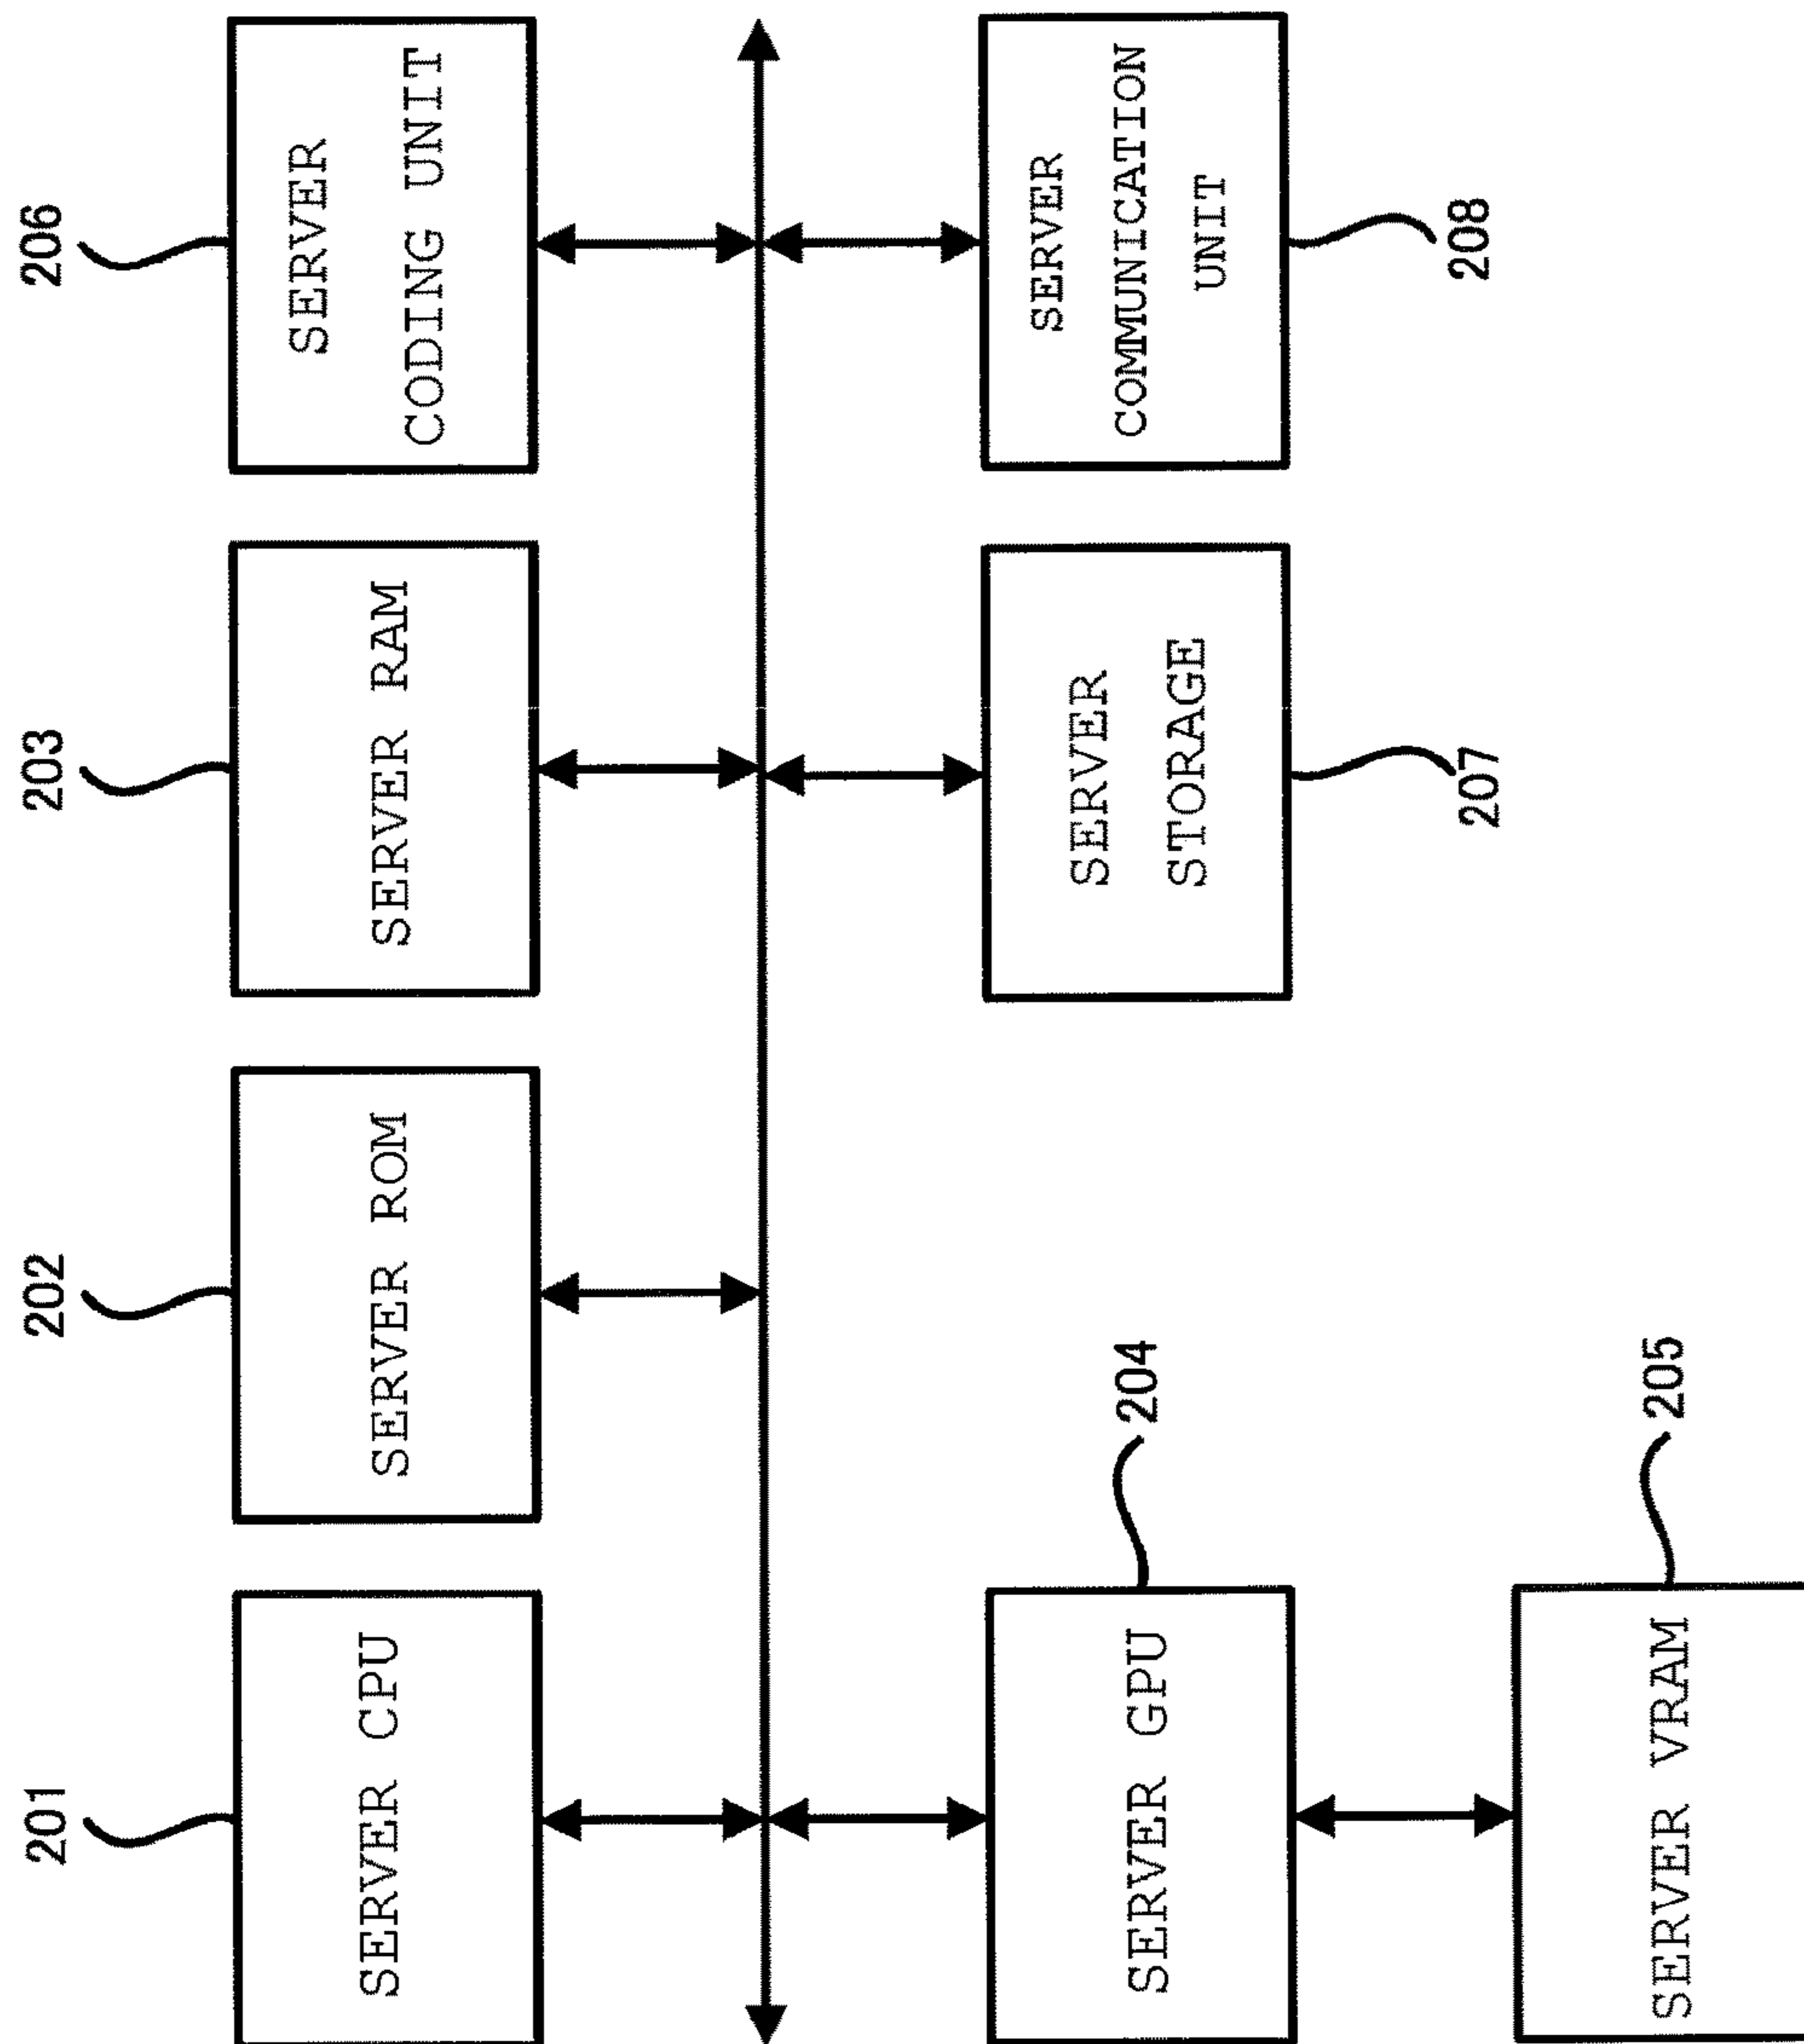 201
SERVER CPU
202
SERVER ROM
203
SERVER RAM
206
SERVER
CODING UNIT
204
SERVER GPU
205
SERVER VRAM
207
SERVER
STORAGE
208
SERVER
COMMUNICATION
UNIT